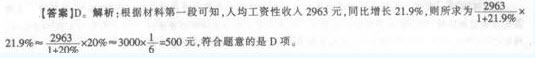 【答案】D。解析:根据材料第一段可知,人均工资性收入 2963 元,同比增长 21.9%,则所求为 2963/1+21.9% ×
21.9%≈ 2963/1+20% ×20%≈3000× 1/6 =500 元,符合题意的是 D 项。